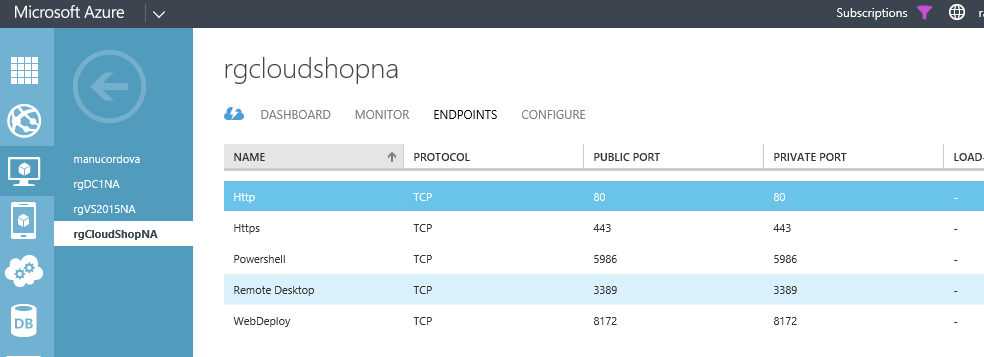 Microsoft Azure
Subscriptions
rgcloudshopna
DASHBOARD MONITOR ENDPOINTS CONFIGURE
manucordova
rgDC1NA
rgVS2015NA
rgCloudShopNA
NAME PROTOCOL PUBLIC PORT PRIVATE PORT LOAD-
Http TCP 80 80 -
Https TCP 443 443 -
Powershell TCP 5986 5986 -
Remote Desktop TCP 3389 3389 -
WebDeploy TCP 8172 8172 -
DB